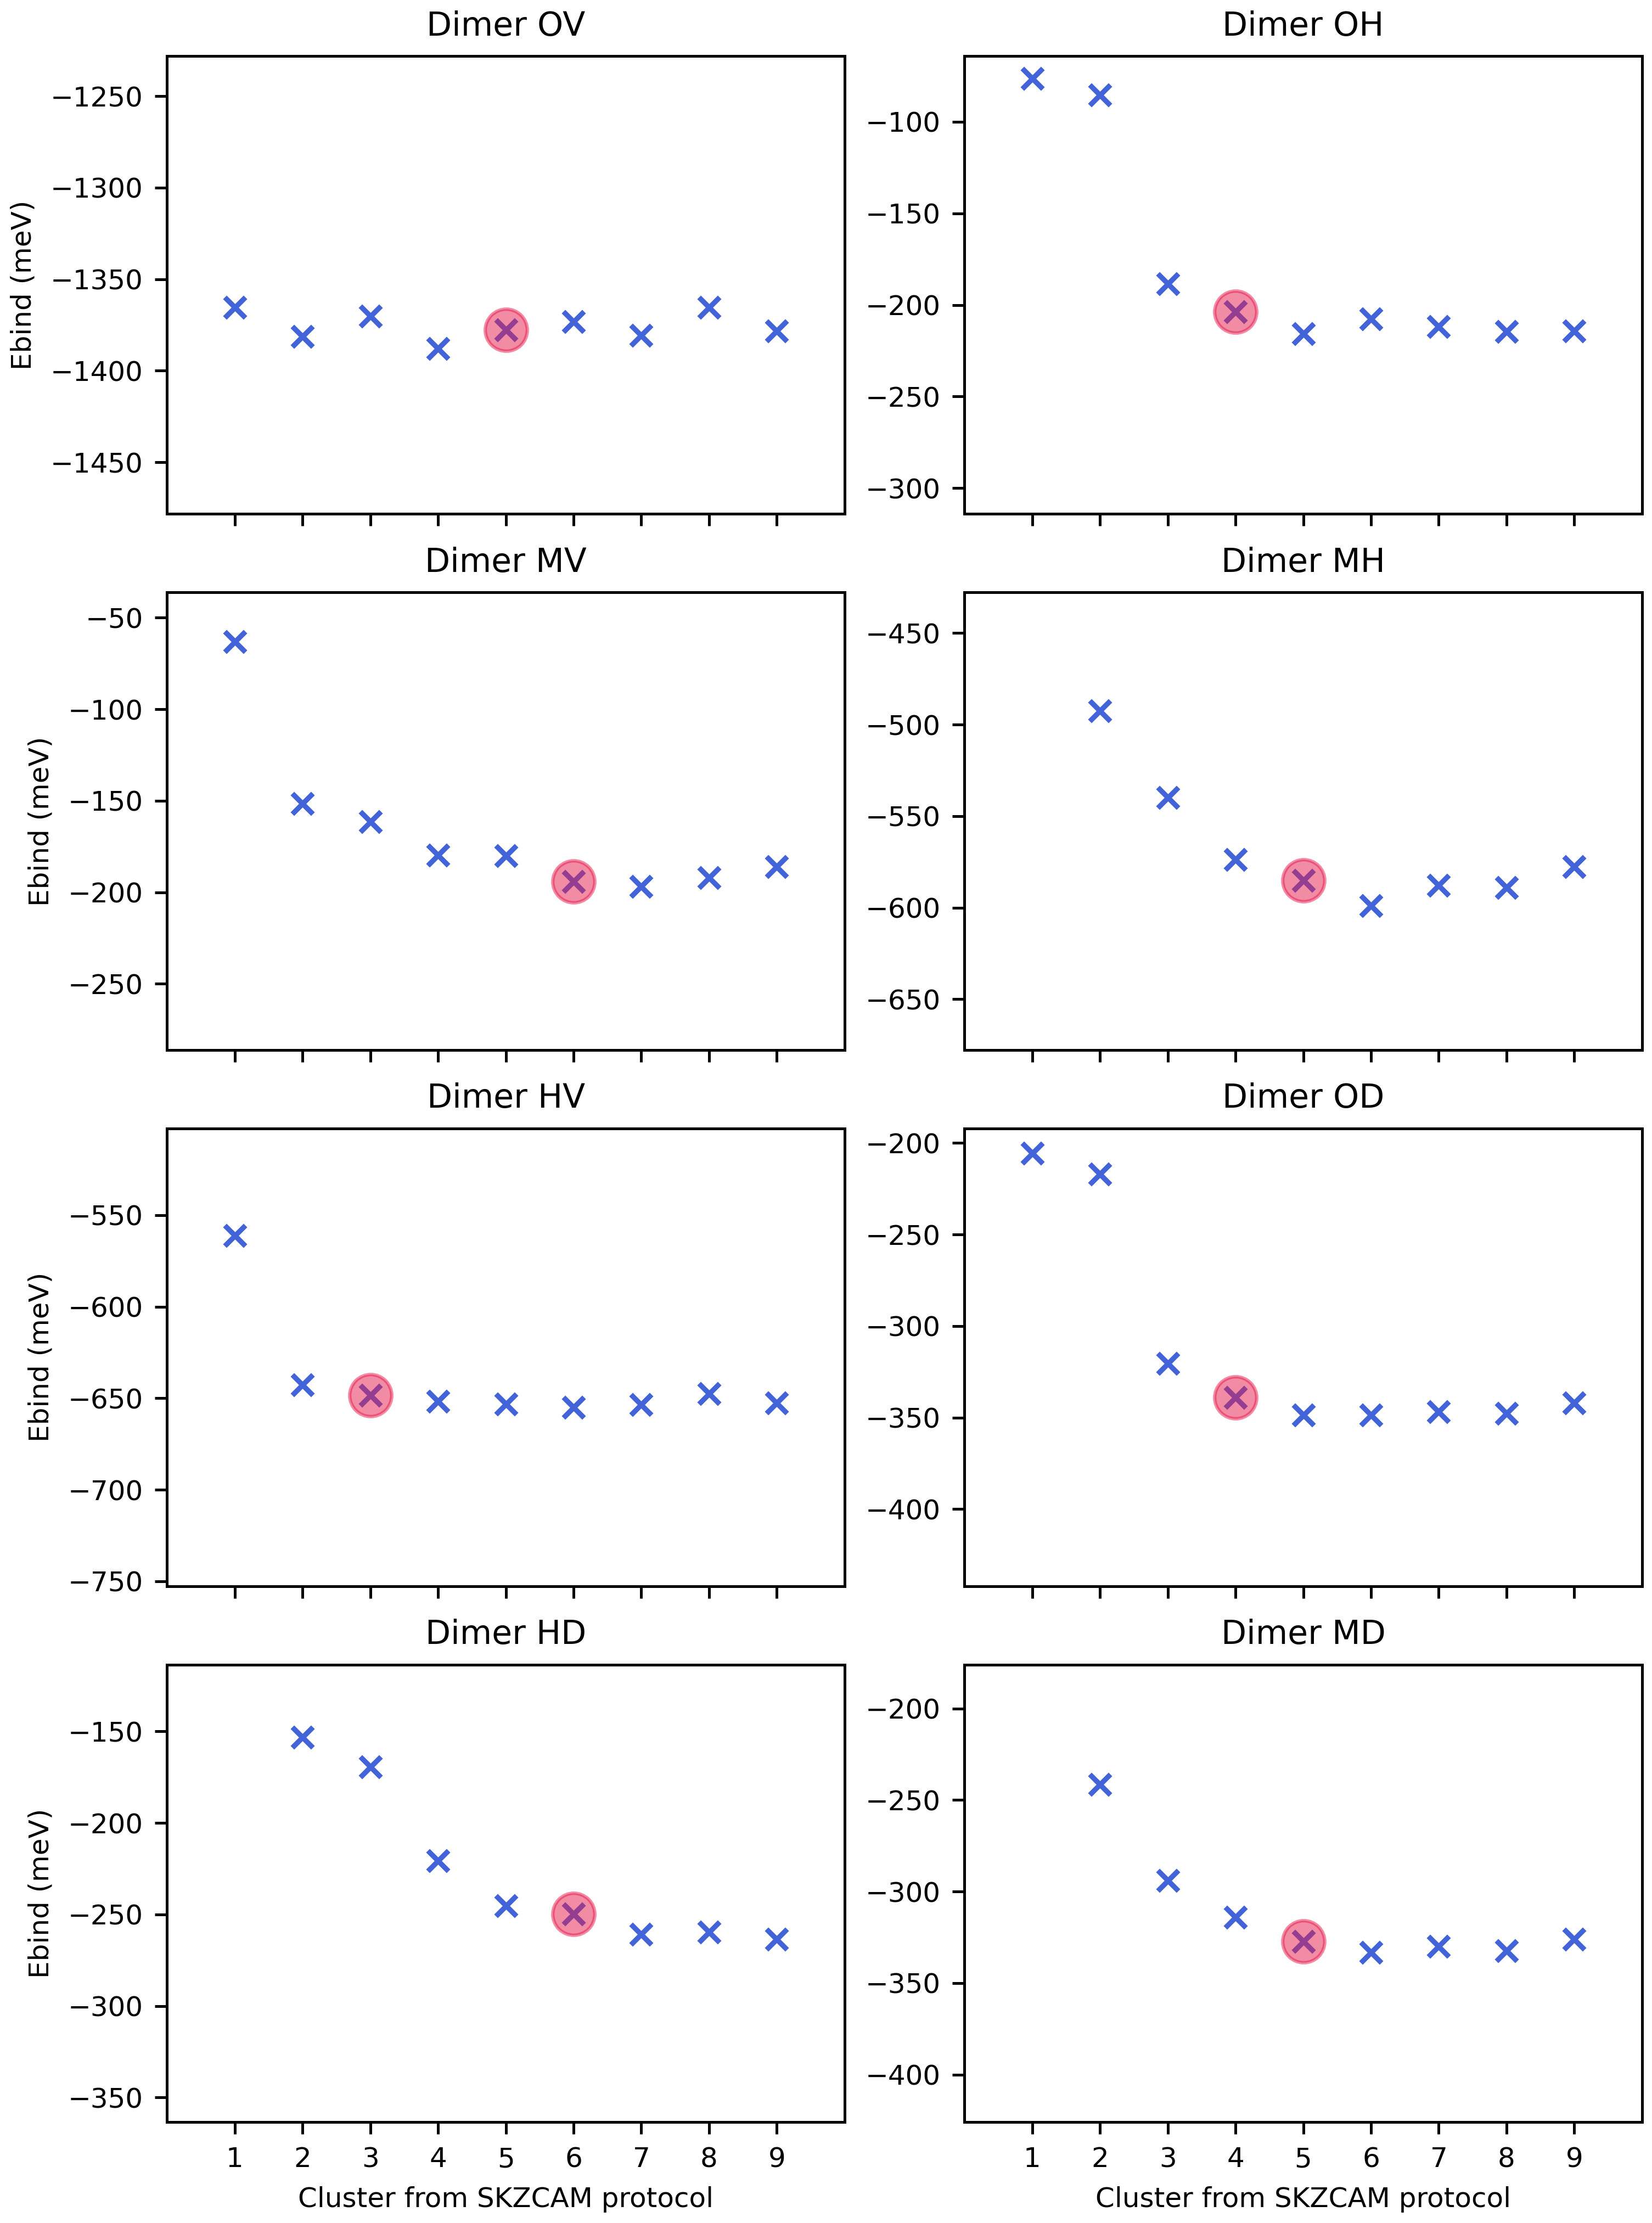 Dimer OV
Dimer OH
Ebind (meV)
−1250
−1300
−1350
−1400
−1450
−100
−150
−200
−250
−300
Dimer MV
Dimer MH
Ebind (meV)
−50
−100
−150
−200
−250
−450
−500
−550
−600
−650
Dimer HV
Dimer OD
Ebind (meV)
−550
−600
−650
−700
−750
−200
−250
−300
−350
−400
Dimer HD
Dimer MD
Ebind (meV)
−150
−200
−250
−300
−350
−200
−250
−300
−350
−400
1 2 3 4 5 6 7 8 9
1 2 3 4 5 6 7 8 9
Cluster from SKZCAM protocol
Cluster from SKZCAM protocol